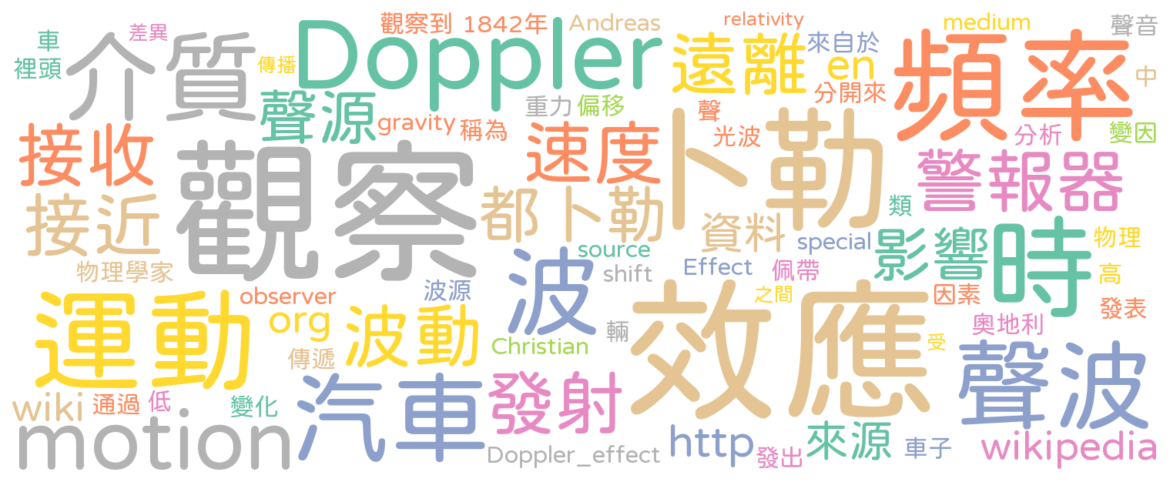 車
差異
觀察到
1842年
Andreas
relativity
medium
聲音
裡頭
介質
傳播
Doppler
遠離
來自於
en
頻率
中
聲源
重力
偏移
分開來
gravity
稱為
聲
光波
分析
變因
接收
觀察
速度
卜勒
警報器
接近
都卜勒
資料
類
物理學家
source
special
影響
時
物理
波
shift
Effect
佩帶
高
運動
observer
波源
之間
因素
發表
org
波動
輛
效應
奧地利
傳遞
Christian
受
聲波
wiki
通過
低
變化
汽車
發射
motion
Doppler_effect
http
發出
來源
車子
wikipedia